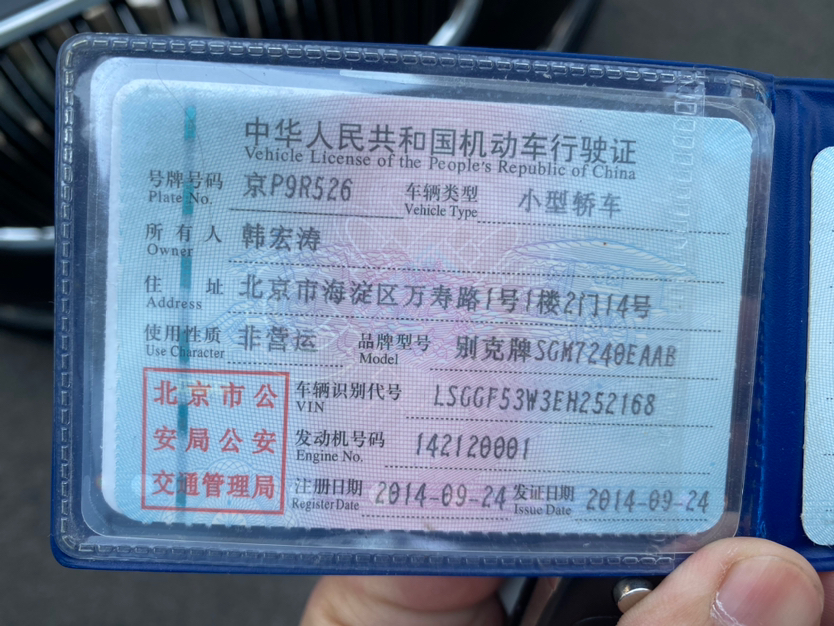 中华人民共和国机动车行驶证
Vehicle License of the People's Republic of China
号牌号码 京P9R526 车辆类型 小型轿车
Plate No. Vehicle Type
所有人 韩宏涛
Owner
住址 北京市海淀区万寿路1号1楼2门14号
Address
使用性质 非营运 品牌型号 别克牌SGM7240EAAB
Use Character Model
北京市公 车辆识别代号 LSGGF53W3EH252168
VIN
安局公安 发动机号码 142120001
Engine No.
交通管理局 注册日期 2014-09-24 发证日期 2014-09-24
Register Date Issue Date